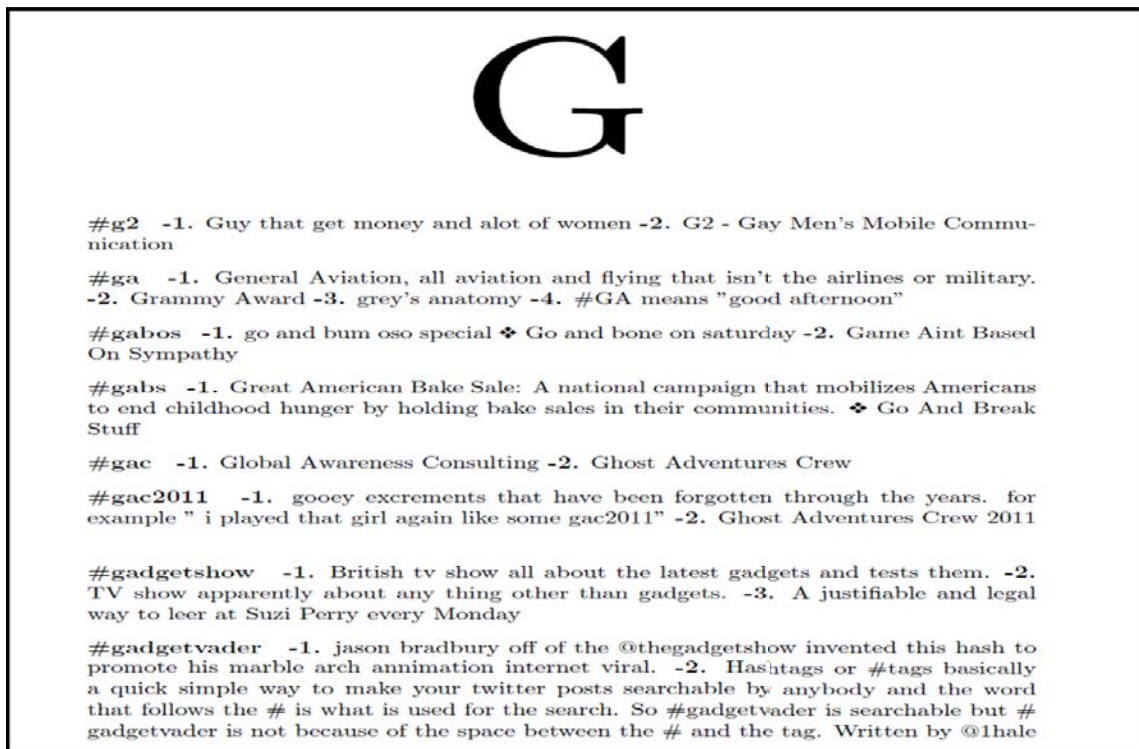 G
#g2 -1. Guy that get money and alot of women -2. G2 - Gay Men's Mobile Commu-
nication
#ga -1. General Aviation, all aviation and flying that isn't the airlines or military.
-2. Grammy Award -3. grey's anatomy -4. #GA means "good afternoon"
#gabos -1. go and bum oso special ❖ Go and bone on saturday -2. Game Aint Based
On Sympathy
#gabs -1. Great American Bake Sale: A national campaign that mobilizes Americans
to end childhood hunger by holding bake sales in their communities. ❖ Go And Break
Stuff
#gac -1. Global Awareness Consulting -2. Ghost Adventures Crew
#gac2011 -1. gooey excrements that have been forgotten through the years. for
example " i played that girl again like some gac2011" -2. Ghost Adventures Crew 2011
#gadgetshow -1. British tv show all about the latest gadgets and tests them. -2.
TV show apparently about any thing other than gadgets. -3. A justifiable and legal
way to leer at Suzi Perry every Monday
#gadgetvader -1. jason bradbury off of the @thegadgetshow invented this hash to
promote his marble arch annimation internet viral. -2. Hashtags or #tags basically
a quick simple way to make your twitter posts searchable by anybody and the word
that follows the # is what is used for the search. So #gadgetvader is searchable but #
gadgetvader is not because of the space between the # and the tag. Written by @1hale